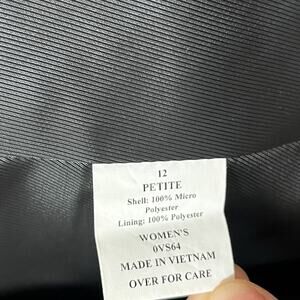 12
PETITE
Shell: 100% Micro
Polyester
Lining: 100% Polyester
WOMEN'S
0VS64
MADE IN VIETNAM
OVER FOR CARE